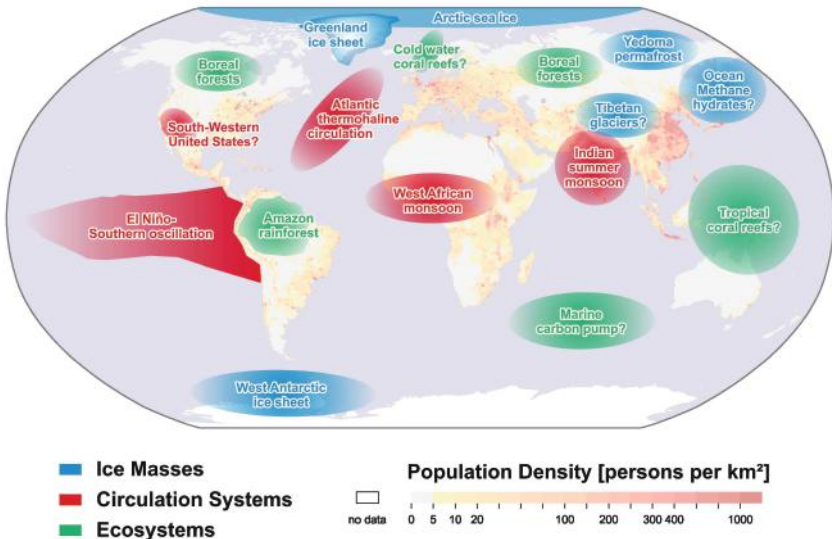 Arctic sea ice
Greenland
ice sheet
Cold water
coral reefs?
Yedoma
permafrost
Boreal
forests
Boreal
forests
Ocean
Methane
hydrates?
Atlantic
thermohaline
circulation
Tibetan
glaciers?
South-Western
United States?
Indian
summer
monsoon
West African
monsoon
El Niño-
Southern oscillation
Amazon
rainforest
Tropical
coral reefs?
Marine
carbon pump?
West Antarctic
ice sheet
Ice Masses
Circulation Systems
Ecosystems
Population Density [persons per km²]
no data
0 5 10 20 100 200 300 400 1000